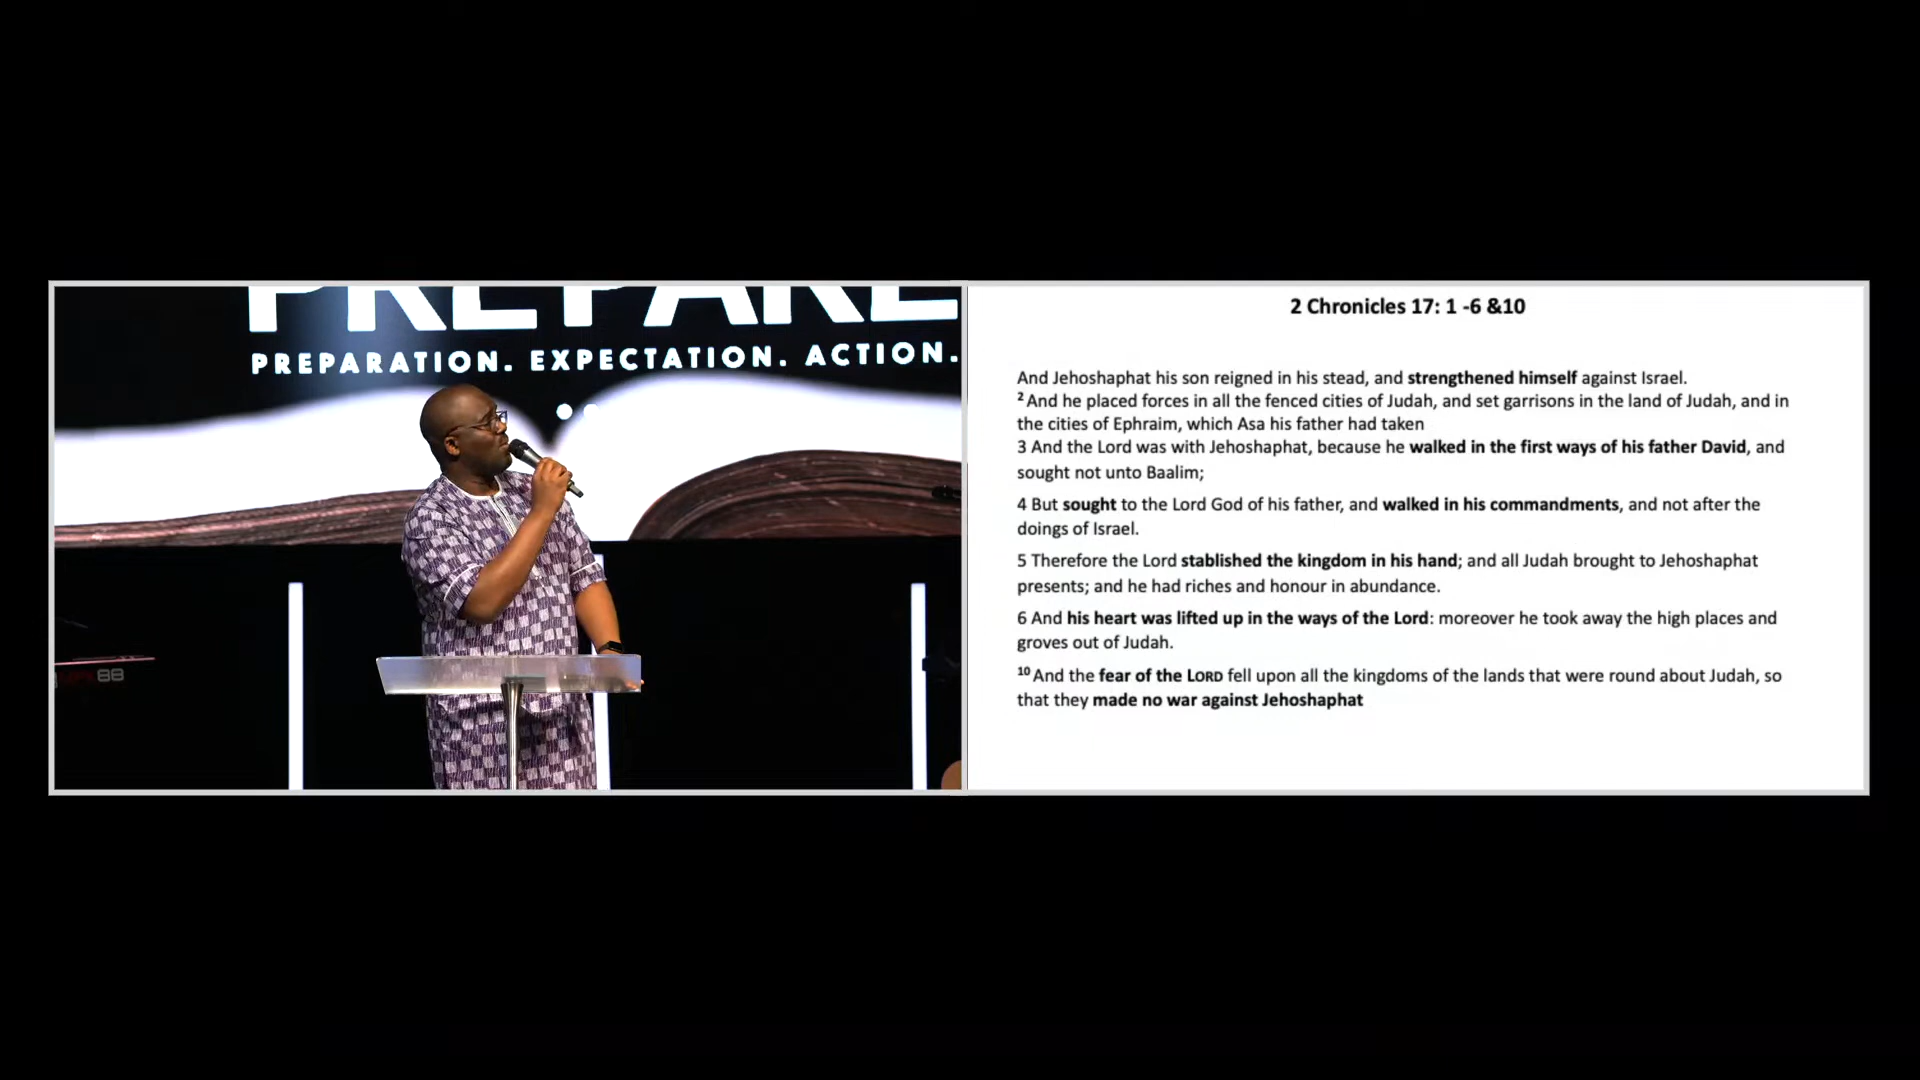 PREPARE
PREPARATION. EXPECTATION. ACTION.
88
2 Chronicles 17: 1 -6 &10
And Jehoshaphat his son reigned in his stead, and strengthened himself against Israel.
2 And he placed forces in all the fenced cities of Judah, and set garrisons in the land of Judah, and in
the cities of Ephraim, which Asa his father had taken
3 And the Lord was with Jehoshaphat, because he walked in the first ways of his father David, and
sought not unto Baalim;
4 But sought to the Lord God of his father, and walked in his commandments, and not after the
doings of Israel.
5 Therefore the Lord stablished the kingdom in his hand; and all Judah brought to Jehoshaphat
presents; and he had riches and honour in abundance.
6 And his heart was lifted up in the ways of the Lord: moreover he took away the high places and
groves out of Judah.
10 And the fear of the LORD fell upon all the kingdoms of the lands that were round about Judah, so
that they made no war against Jehoshaphat